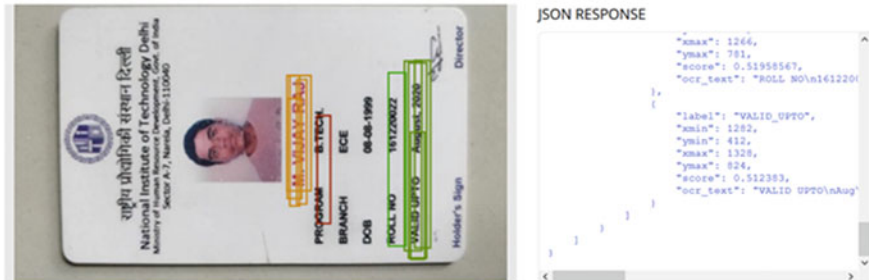 राष्ट्रीय प्रौद्योगिकी संस्थान दिल्ली
National Institute of Technology Delhi
Ministry of Human Resource Development, Govt. of India
Sector A-7, Narela, Delhi-110040
M. VIJAY RAJ
PROGRAM B.TECH.
BRANCH ECE
DOB 08-08-1999
ROLL NO 161220022
VALID UPTO August, 2020
Holder's Sign Director
JSON RESPONSE
"xmax": 1266,
"ymax": 781,
"score": 0.51958567,
"ocr_text": "ROLL NO\n161220
},
{
"label": "VALID_UPTO",
"xmin": 1282,
"ymin": 412,
"xmax": 1328,
"ymax": 824,
"score": 0.512383,
"ocr_text": "VALID UPTO\nAug
}
]
}
]
}